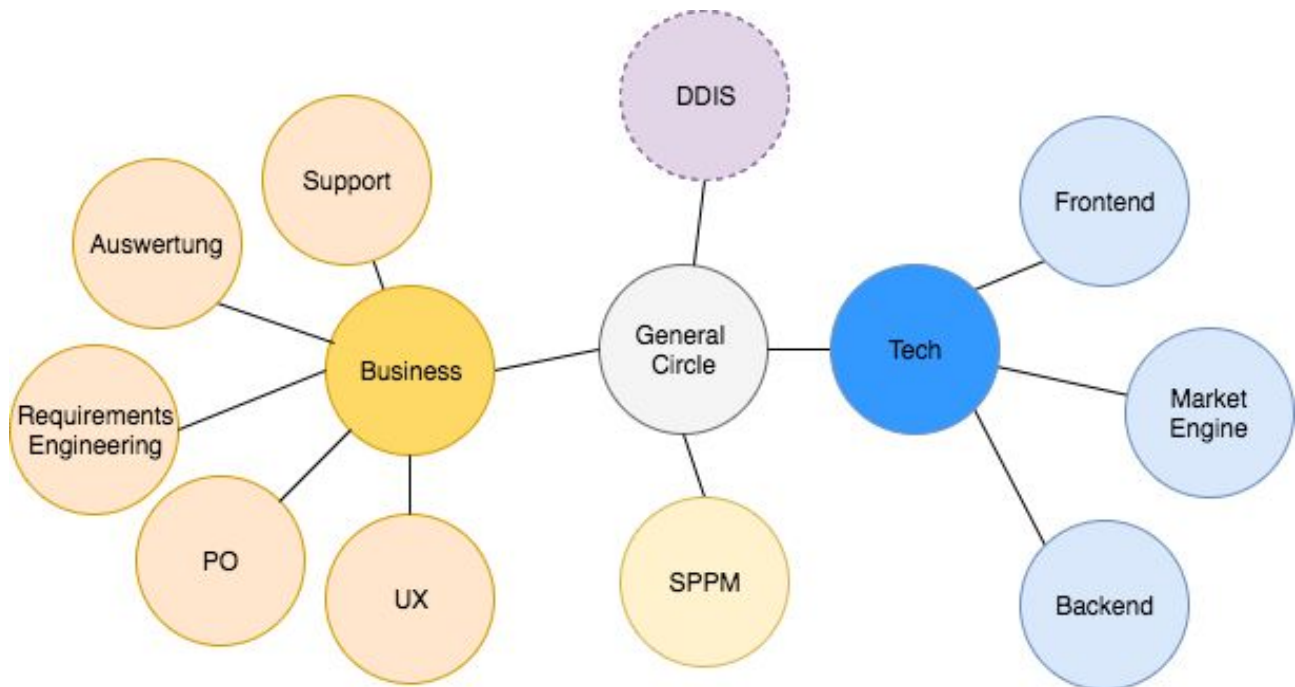 DDIS
Support
Frontend
Auswertung
General
Circle
Tech
Business
Requirements
Engineering
Market
Engine
PO
UX
SPPM
Backend